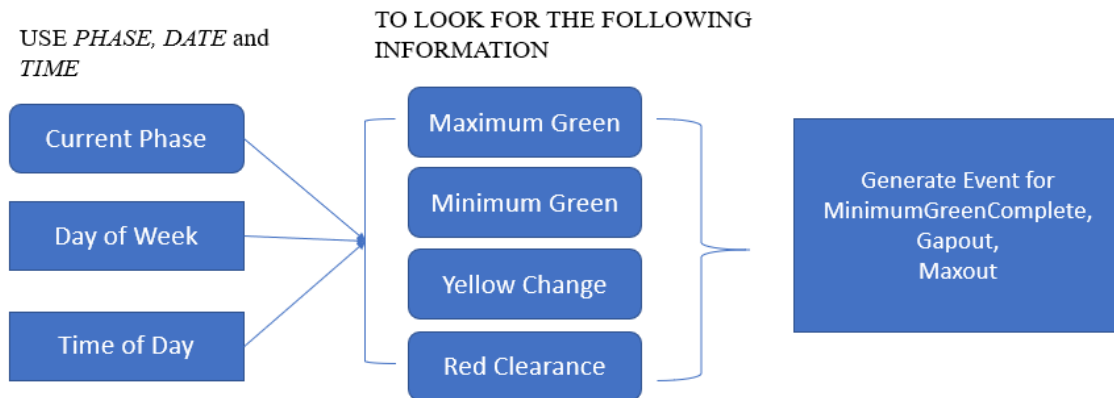 USE PHASE, DATE and
TIME
TO LOOK FOR THE FOLLOWING
INFORMATION
Current Phase
Day of Week
Time of Day
Maximum Green
Minimum Green
Yellow Change
Red Clearance
Generate Event for
MinimumGreenComplete,
Gapout,
Maxout